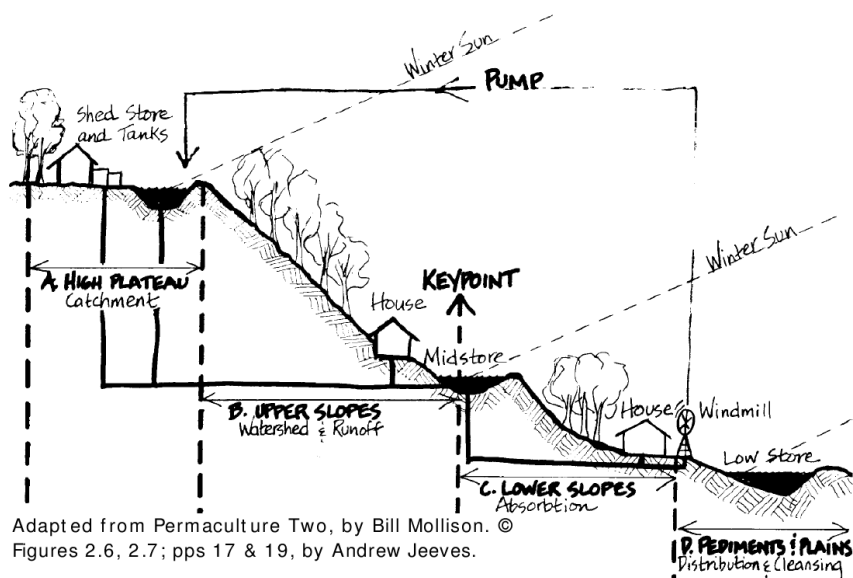 Winter Sun
PUMP
Shed Store
and Tanks
Winter Sun
A. HIGH PLATEAU
Catchment
KEYPOINT
House
Midstore
B. UPPER SLOPES
Watershed & Runoff
House
Windmill
Low Store
C. LOWER SLOPES
Absorbtion
D. PEDIMENTS & PLAINS
Distribution & Cleansing
Adapted from Permaculture Two, by Bill Mollison. ©
Figures 2.6, 2.7; pps 17 & 19, by Andrew Jeeves.